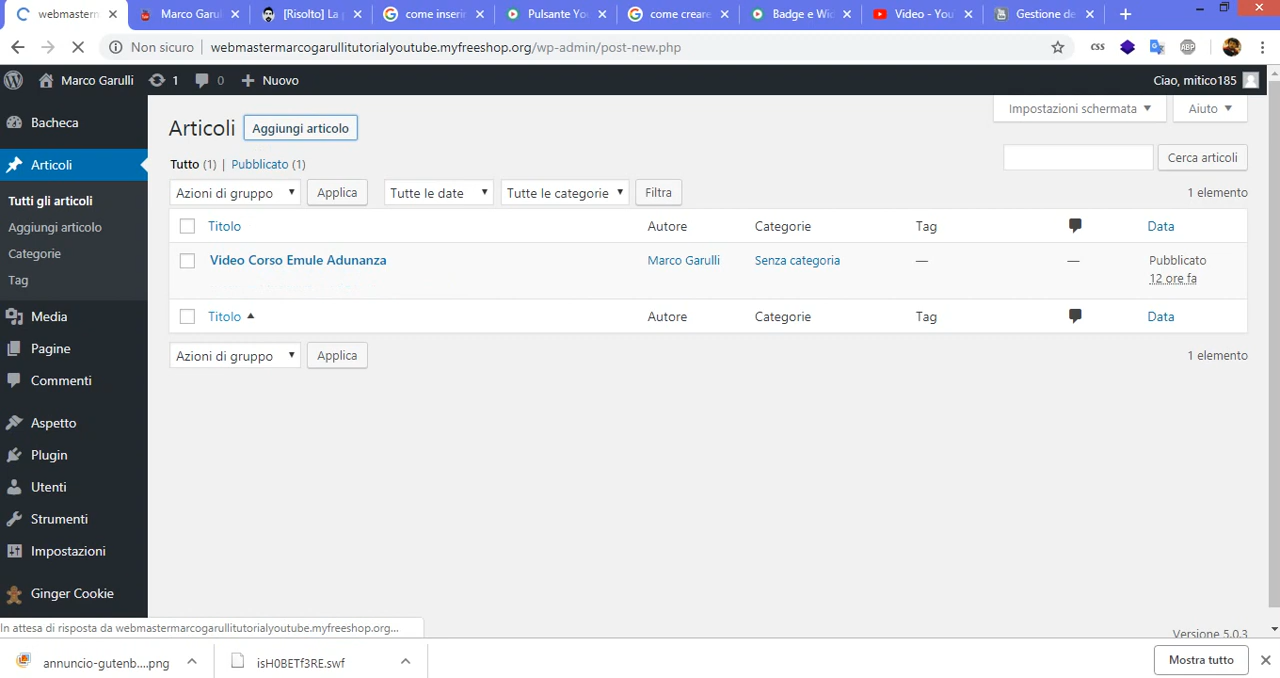 webmastern
Marco Garul
[Risolto] La p
come inserir
Pulsante Yo
come creare
Badge e Wic
Video - You
Gestione de
Non sicuro webmastermarcogarullitutorialyoutube.myfreeshop.org/wp-admin/post-new.php
CSS
ABP
Marco Garulli 1 0 + Nuovo Ciao, mitico185
Bacheca
Articoli
Tutti gli articoli
Aggiungi articolo
Categorie
Tag
Media
Pagine
Commenti
Aspetto
Plugin
Utenti
Strumenti
Impostazioni
Ginger Cookie
Impostazioni schermata Aiuto
Articoli Aggiungi articolo
Tutto (1) | Pubblicato (1)
Cerca articoli
Azioni di gruppo Applica Tutte le date Tutte le categorie Filtra 1 elemento
Titolo Autore Categorie Tag Data
Video Corso Emule Adunanza Marco Garulli Senza categoria — — Pubblicato
12 ore fa
Titolo Autore Categorie Tag Data
Azioni di gruppo Applica 1 elemento
Versione 5.0.3
In attesa di risposta da webmastermarcogarullitutorialyoutube.myfreeshop.org...
annuncio-gutenb....png isH0BETf3RE.swf Mostra tutto